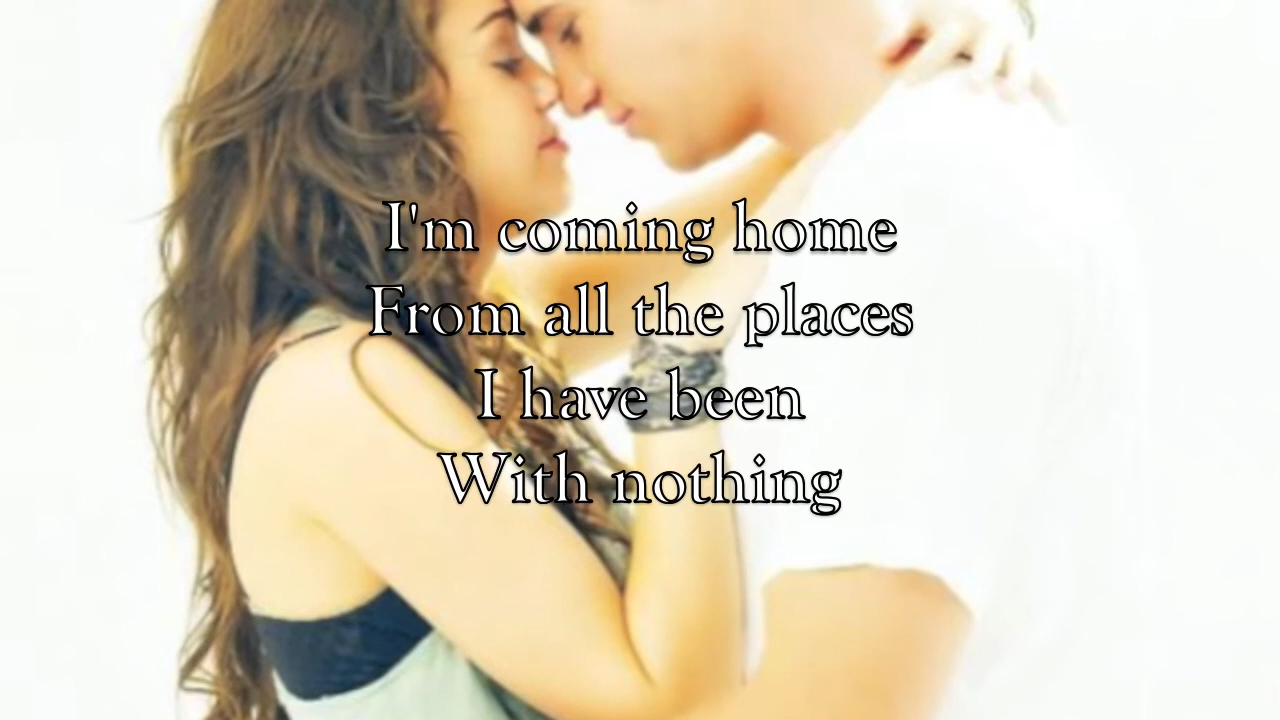 I'm coming home
From all the places
I have been
With nothing